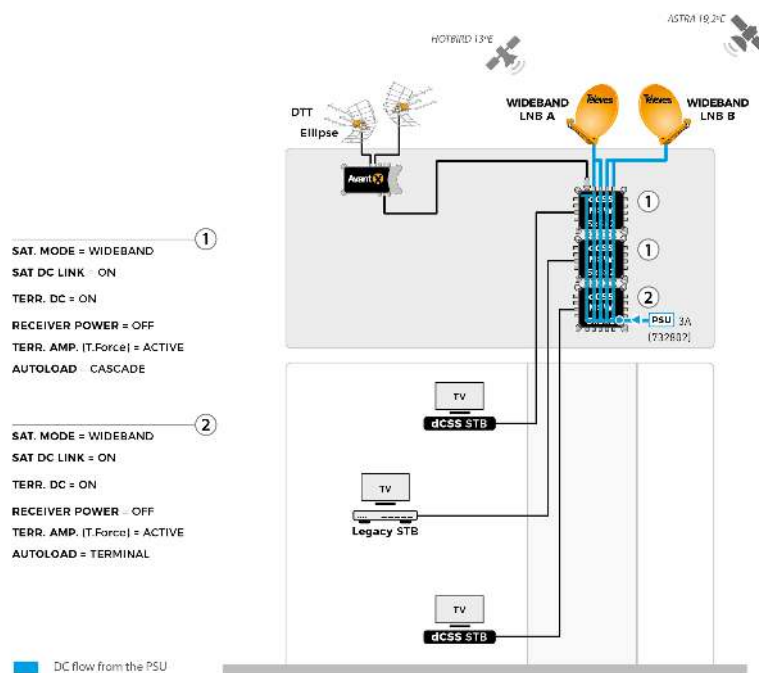 ASTRA 19,2ºE
HOTBIRD 13ºE
DTT
Ellipse
WIDEBAND
LNB A
Televes
Televes
WIDEBAND
LNB B
Avant X
1
1
2
PSU 3A
(732802)
1
SAT. MODE = WIDEBAND
SAT DC LINK = ON
TERR. DC = ON
RECEIVER POWER = OFF
TERR. AMP. (T.Force) = ACTIVE
AUTOLOAD = CASCADE
2
SAT. MODE = WIDEBAND
SAT DC LINK = ON
TERR. DC = ON
RECEIVER POWER = OFF
TERR. AMP. (T.Force) = ACTIVE
AUTOLOAD = TERMINAL
TV
dCSS STB
TV
Legacy STB
TV
dCSS STB
DC flow from the PSU